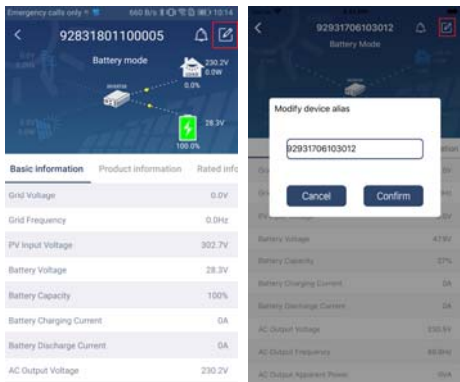 Emergency calls only
660 B/s
10:14
92831801100005
Battery mode
230.2V
0.0W
0.0%
28.3V
100.0%
Basic information Product information Rated info
Grid Voltage 0.0V
Grid Frequency 0.0Hz
PV Input Voltage 302.7V
Battery Voltage 28.3V
Battery Capacity 100%
Battery Charging Current 0A
Battery Discharge Current 0A
AC Output Voltage 230.2V
92931706103012
Battery Mode
Modify device alias
92931706103012
Cancel Confirm
Battery Voltage 47.9V
Battery Capacity 37%
Battery Charging Current 0A
Battery Discharge Current 0A
AC Output Voltage
AC Output Frequency
AC Output Apparent Power